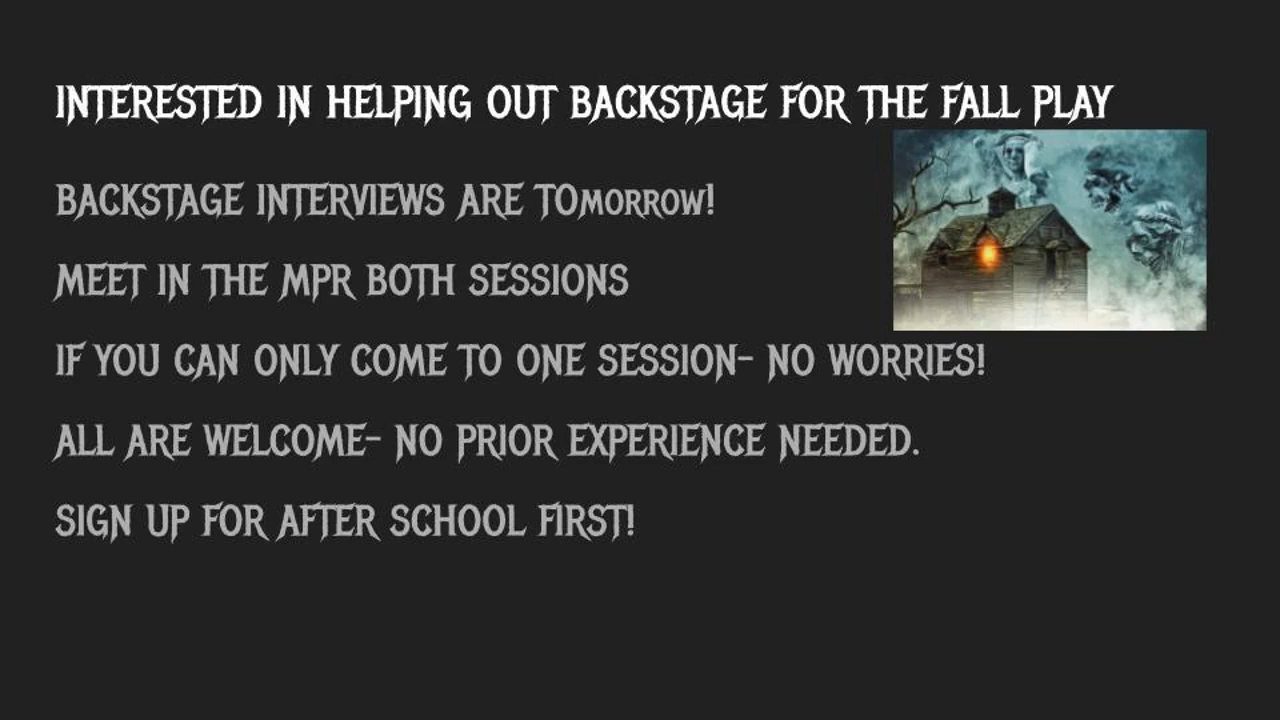 INTERESTED IN HELPING OUT BACKSTAGE FOR THE FALL PLAY
BACKSTAGE INTERVIEWS ARE TOmorrow!
MEET IN THE MPR BOTH SESSIONS
IF YOU CAN ONLY COME TO ONE SESSION- NO WORRIES!
ALL ARE WELCOME- NO PRIOR EXPERIENCE NEEDED.
SIGN UP FOR AFTER SCHOOL FIRST!